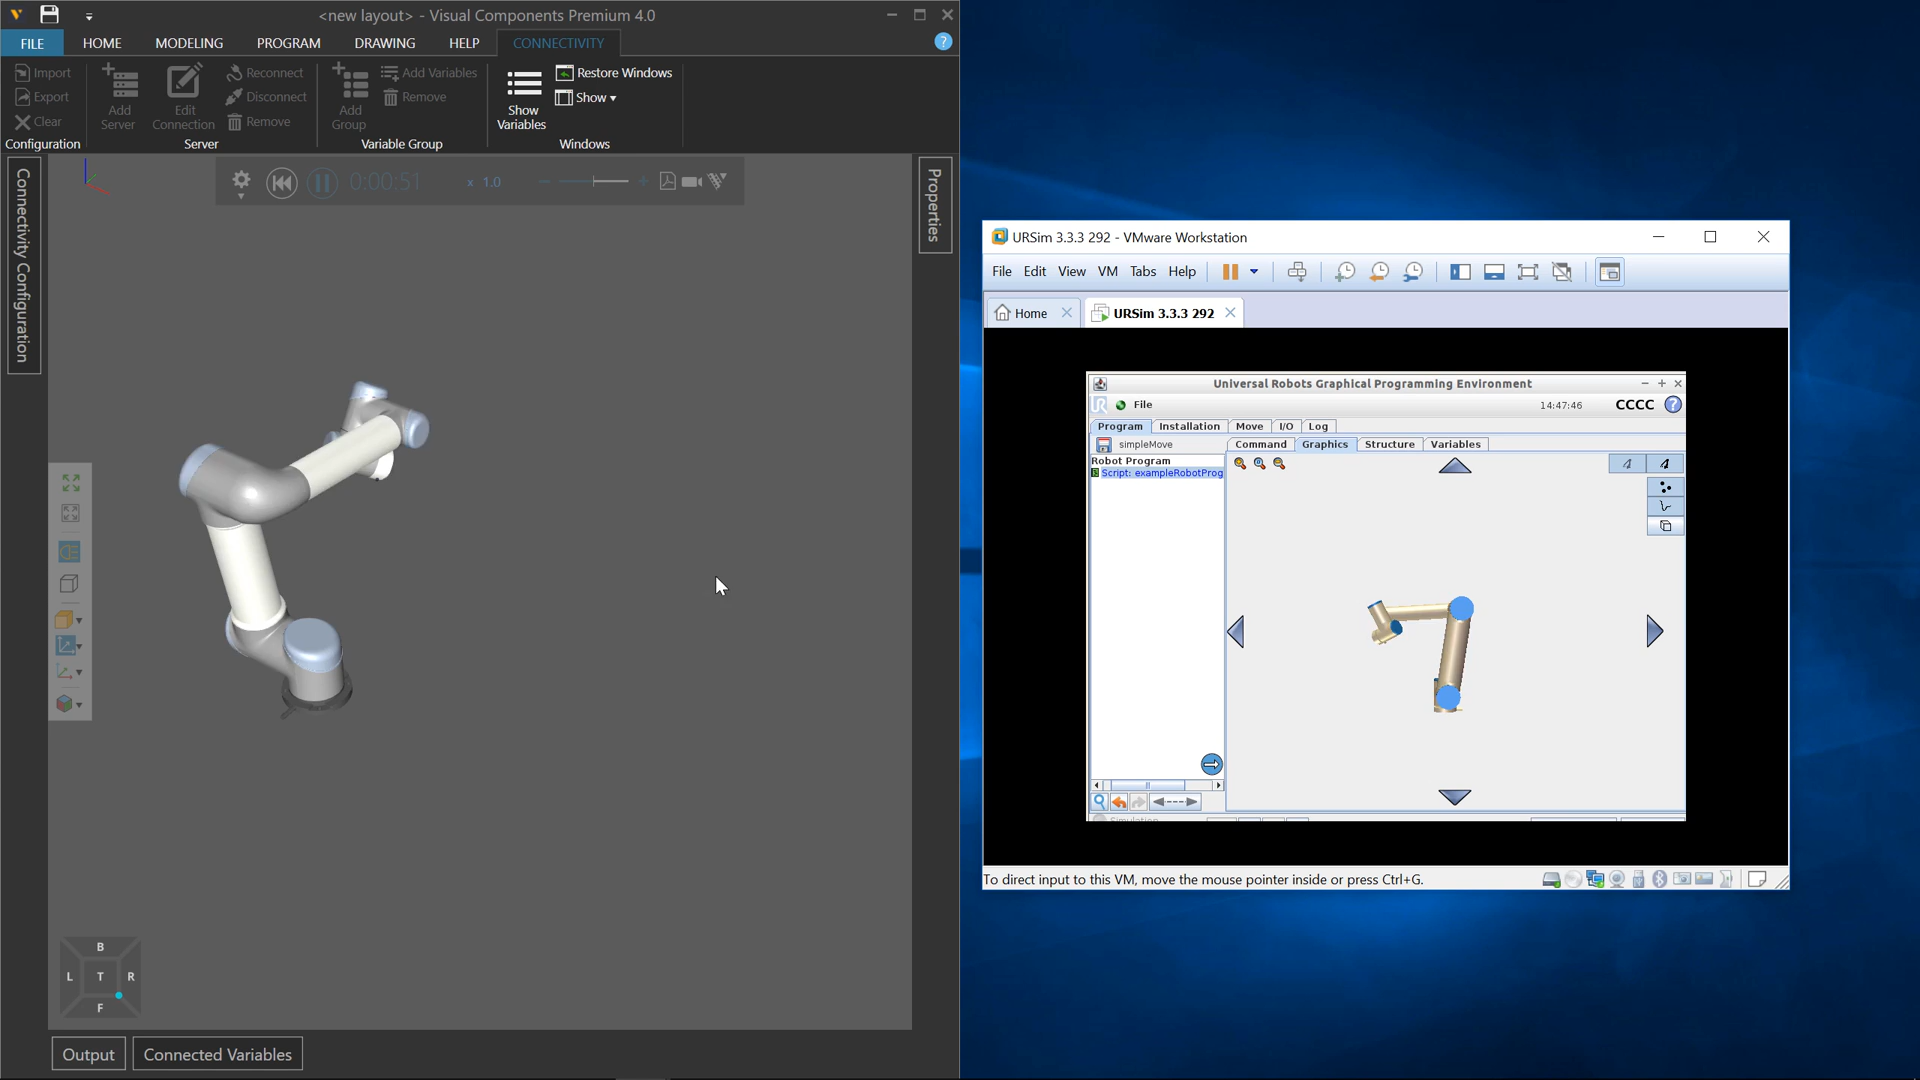 <new layout> - Visual Components Premium 4.0
FILE HOME MODELING PROGRAM DRAWING HELP CONNECTIVITY
Import
Export
Clear
Configuration
Add Server
Edit Connection
Reconnect
Disconnect
Remove
Server
Add Group
Add Variables
Remove
Variable Group
Show Variables
Restore Windows
Show
Windows
Connectivity Configuration
0:00:51 x 1.0
Properties
B
L T R
F
Output Connected Variables
URSim 3.3.3 292 - VMware Workstation
File Edit View VM Tabs Help
Home URSim 3.3.3 292
Universal Robots Graphical Programming Environment
UR File 14:47:46 CCCC ?
Program Installation Move I/O Log
simpleMove Command Graphics Structure Variables
Robot Program
Script: exampleRobotProg
To direct input to this VM, move the mouse pointer inside or press Ctrl+G.